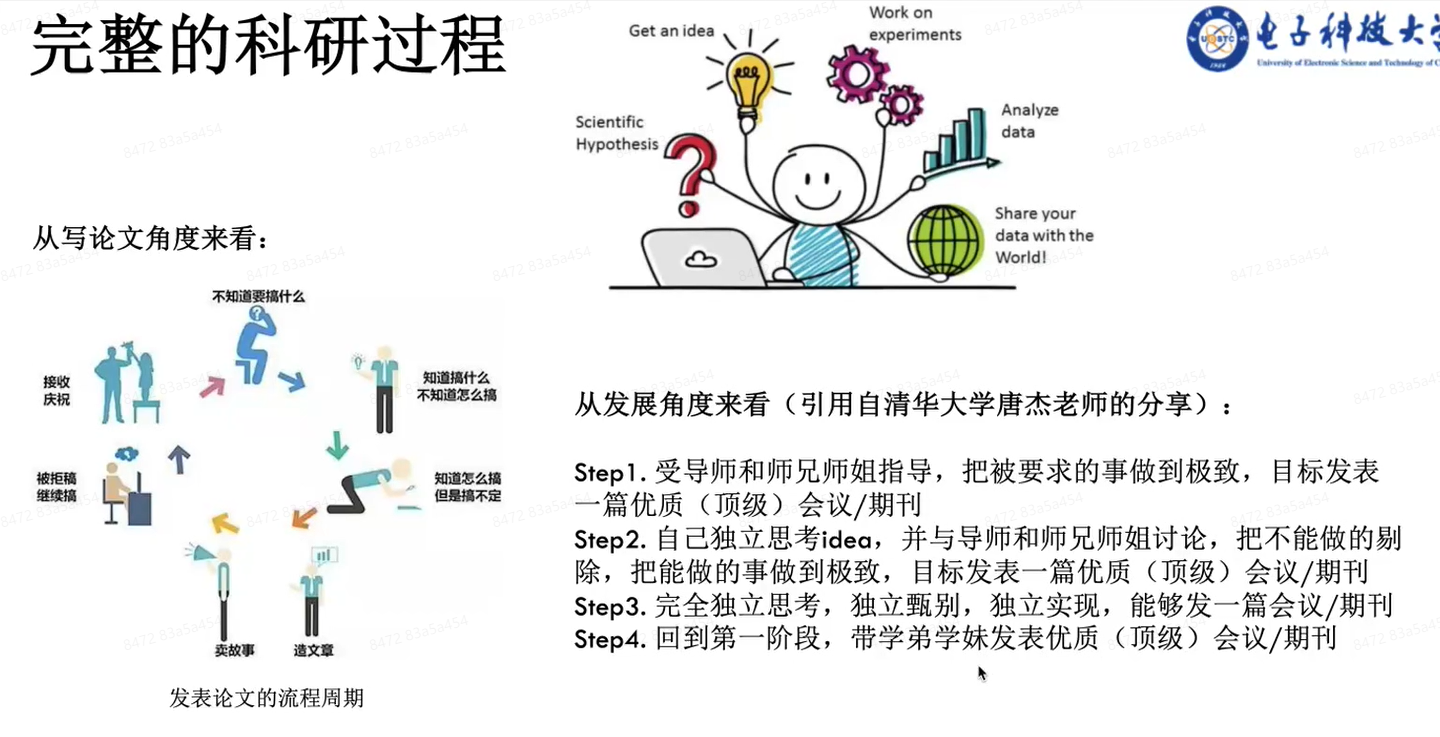 完整的科研过程
Get an idea
Work on
experiments
Scientific
Hypothesis
Analyze
data
Share your
data with the
World!
电子科技大学
University of Electronic Science and Technology of C
1956
从写论文角度来看：
不知道要搞什么
知道搞什么
不知道怎么搞
知道怎么搞
但是搞不定
造文章
卖故事
被拒稿
继续搞
接收
庆祝
发表论文的流程周期
从发展角度来看（引用自清华大学唐杰老师的分享）：
Step1. 受导师和师兄师姐指导，把被要求的事做到极致，目标发表
一篇优质（顶级）会议/期刊
Step2. 自己独立思考idea，并与导师和师兄师姐讨论，把不能做的剔
除，把能做的事做到极致，目标发表一篇优质（顶级）会议/期刊
Step3. 完全独立思考，独立甄别，独立实现，能够发一篇会议/期刊
Step4. 回到第一阶段，带学弟学妹发表优质（顶级）会议/期刊
8472 83a5a454